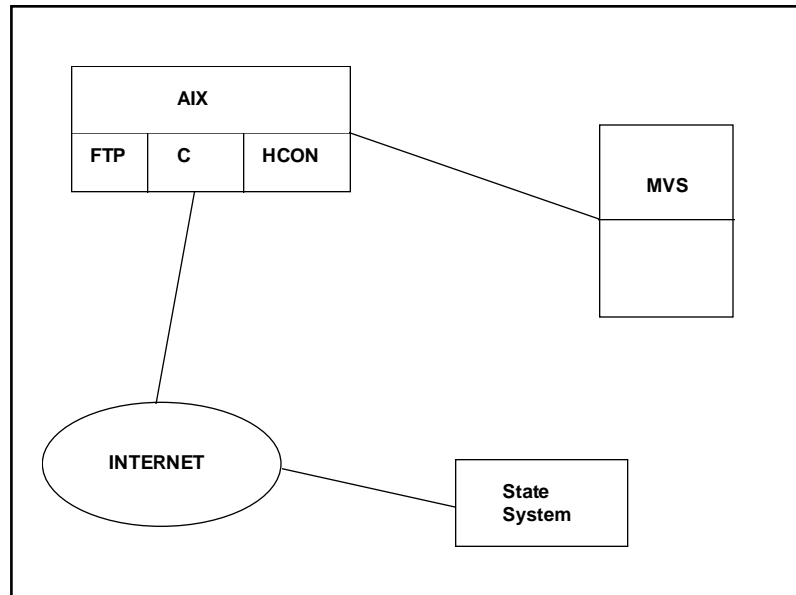 AIX
FTP C HCON
MVS
INTERNET
State
System